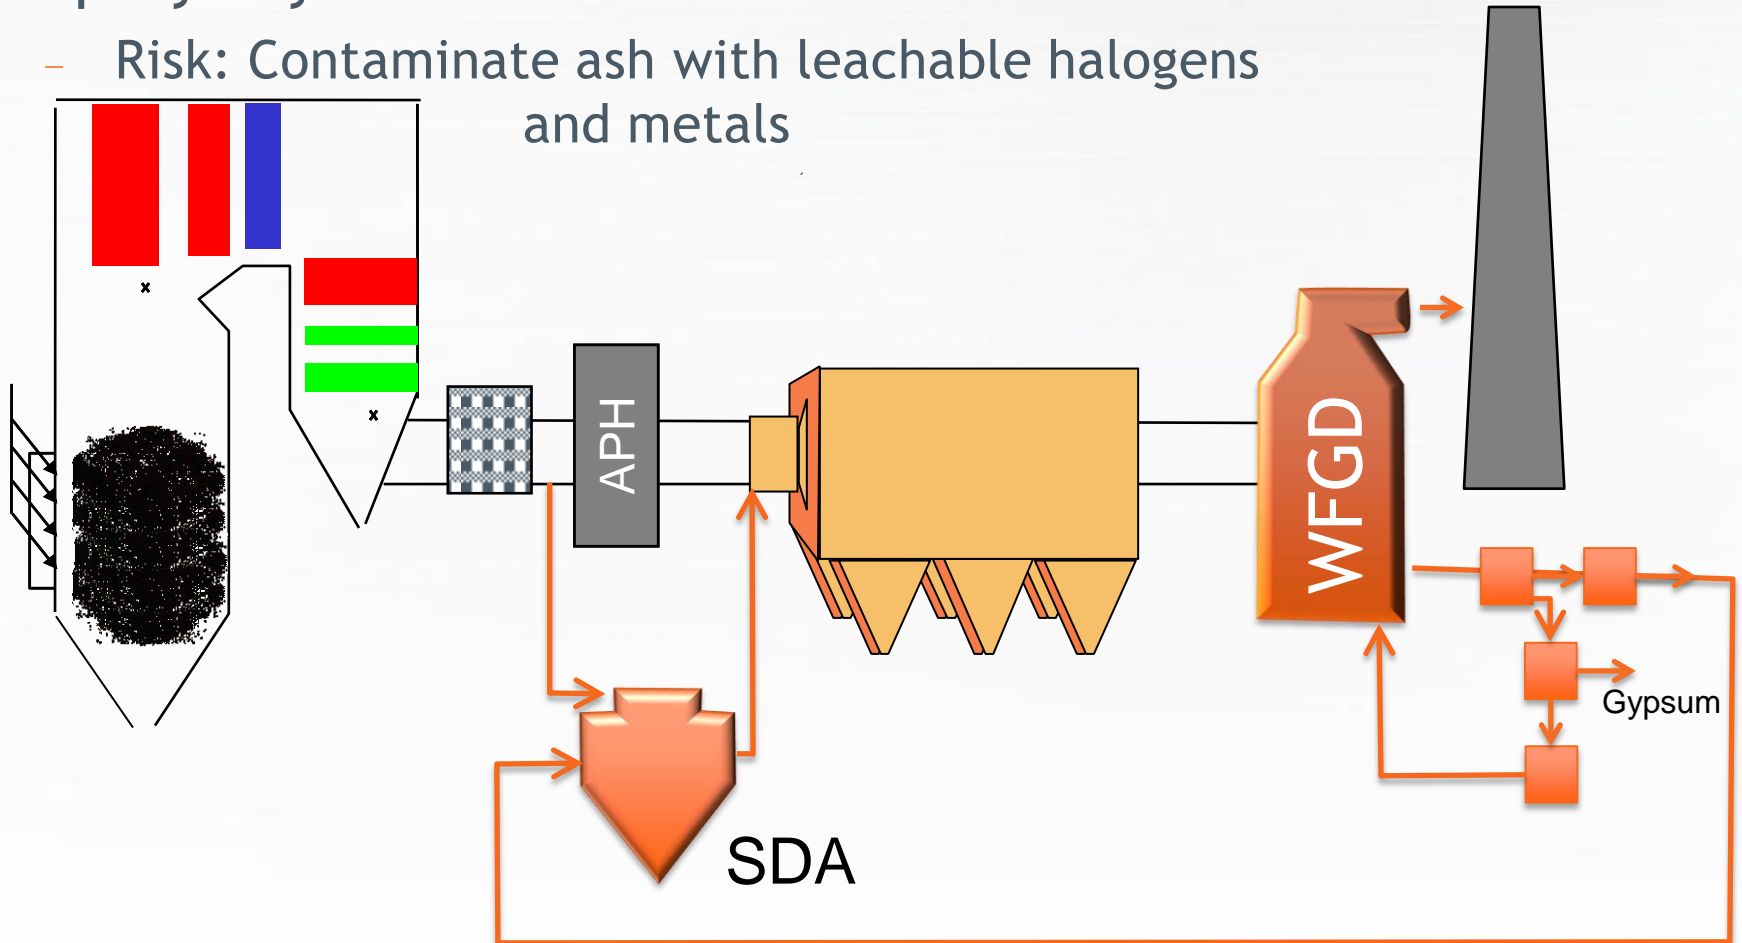 – Risk: Contaminate ash with leachable halogens
and metals
APH
WFGD
Gypsum
SDA